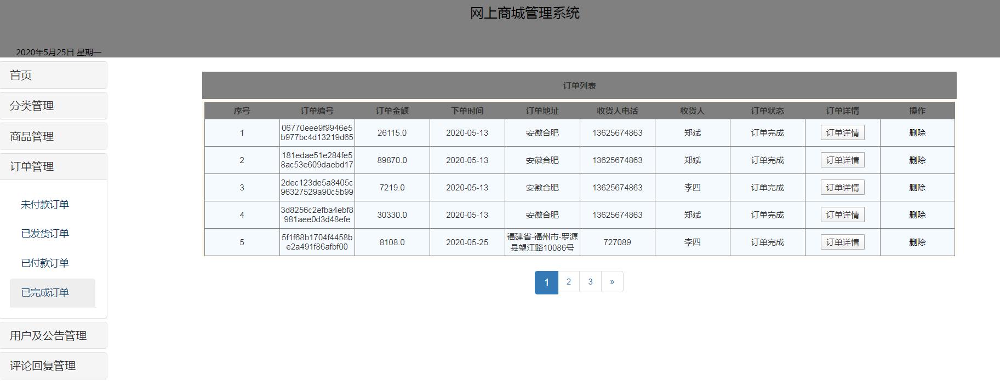 网上商城管理系统
2020年5月25日 星期一
首页
分类管理
商品管理
订单管理
未付款订单
已发货订单
已付款订单
已完成订单
用户及公告管理
评论回复管理
订单列表
序号 订单编号 订单金额 下单时间 订单地址 收货人电话 收货人 订单状态 订单详情 操作
1 06770eee9f9946e5 26115.0 2020-05-13 安徽合肥 13625674863 郑斌 订单完成 订单详情 删除
b977bc4d13219d65
2 181edae51e284fe5 89870.0 2020-05-13 安徽合肥 13625674863 郑斌 订单完成 订单详情 删除
8ac53e609daebd17
3 2dec123de5a8405c 7219.0 2020-05-13 安徽合肥 13625674863 李四 订单完成 订单详情 删除
96327529a90c5b99
4 3d8256c2efba4ebf8 30330.0 2020-05-13 安徽合肥 13625674863 郑斌 订单完成 订单详情 删除
981aee0d3d48efe
5 5f1f68b1704f4458b 8108.0 2020-05-25 福建省-福州市-罗源 727089 李四 订单完成 订单详情 删除
e2a491f86afbf00 县望江路10086号
1 2 3 »